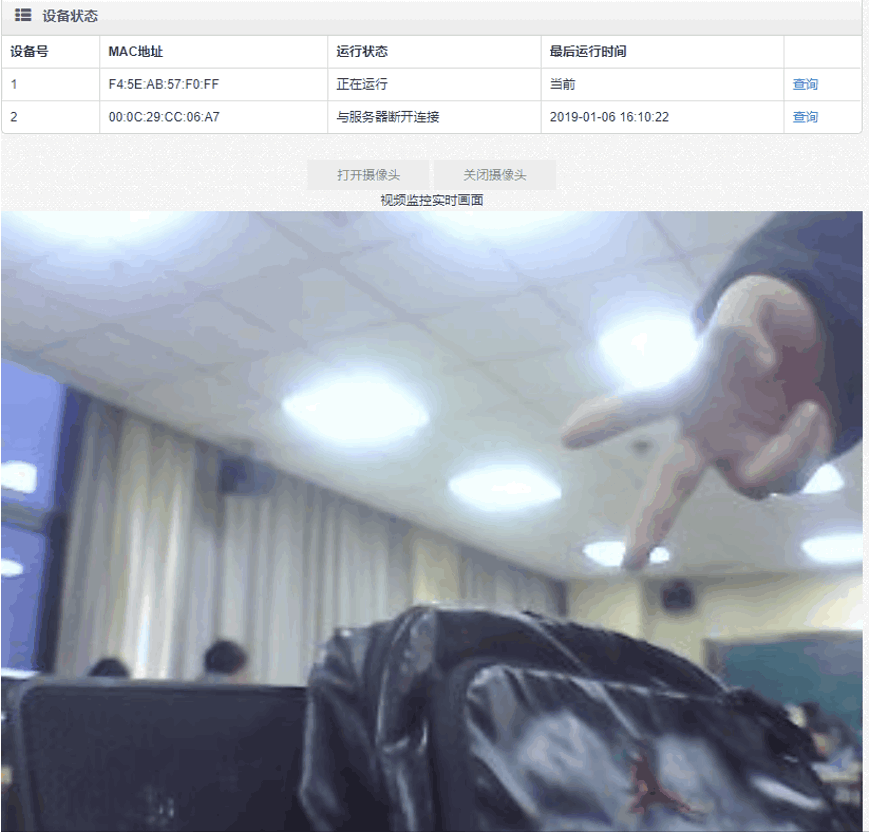 设备状态
设备号 MAC地址 运行状态 最后运行时间
1 F4:5E:AB:57:F0:FF 正在运行 当前 查询
2 00:0C:29:CC:06:A7 与服务器断开连接 2019-01-06 16:10:22 查询
打开摄像头 关闭摄像头
视频监控实时画面